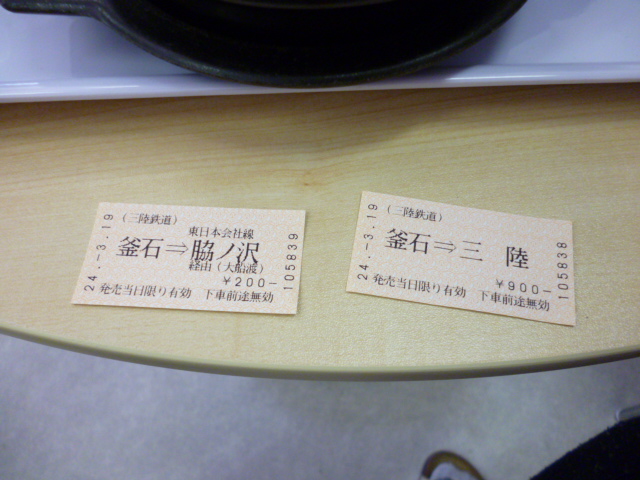 24.-3.19
(三陸鉄道)
東日本会社線
釜石⇒脇ノ沢
経由(大船渡)
¥200-
発売当日限り有効 下車前途無効
105839
24.-3.19
(三陸鉄道)
釜石⇒三 陸
¥900-
発売当日限り有効 下車前途無効
105838